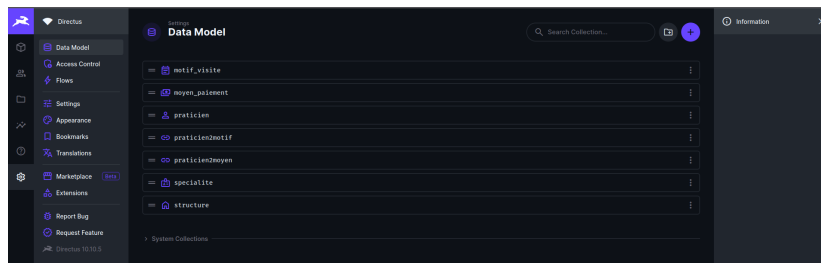 Directus
Data Model
Access Control
Flows
Settings
Appearance
Bookmarks
Translations
Marketplace Beta
Extensions
Report Bug
Request Feature
Directus 10.10.5
Settings
Data Model
Search Collection...
motif_visite
moyen_paiement
praticien
praticien2motif
praticien2moyen
specialite
structure
System Collections
Information